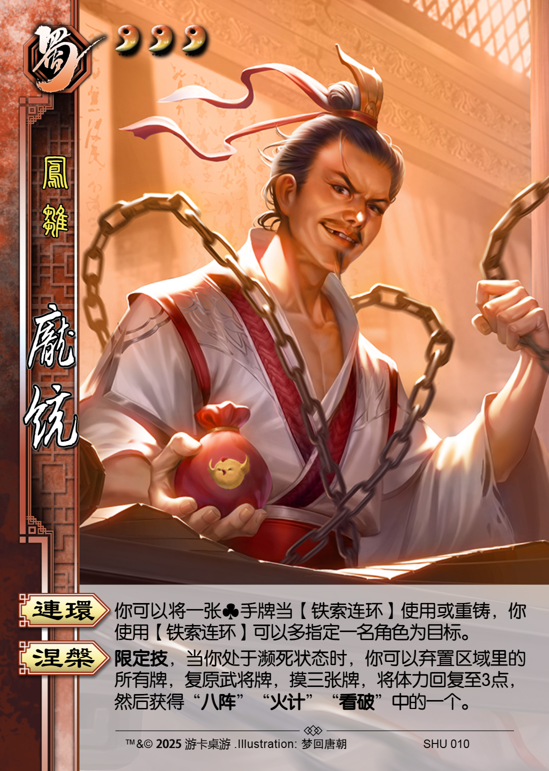 蜀
鳳雛
龐統
連環
你可以将一张♣手牌当【铁索连环】使用或重铸，你
使用【铁索连环】可以多指定一名角色为目标。
涅槃
限定技，当你处于濒死状态时，你可以弃置区域里的
所有牌，复原武将牌，摸三张牌，将体力回复至3点，
然后获得“八阵”“火计”“看破”中的一个。
™&© 2025 游卡桌游 .Illustration: 梦回唐朝
SHU 010